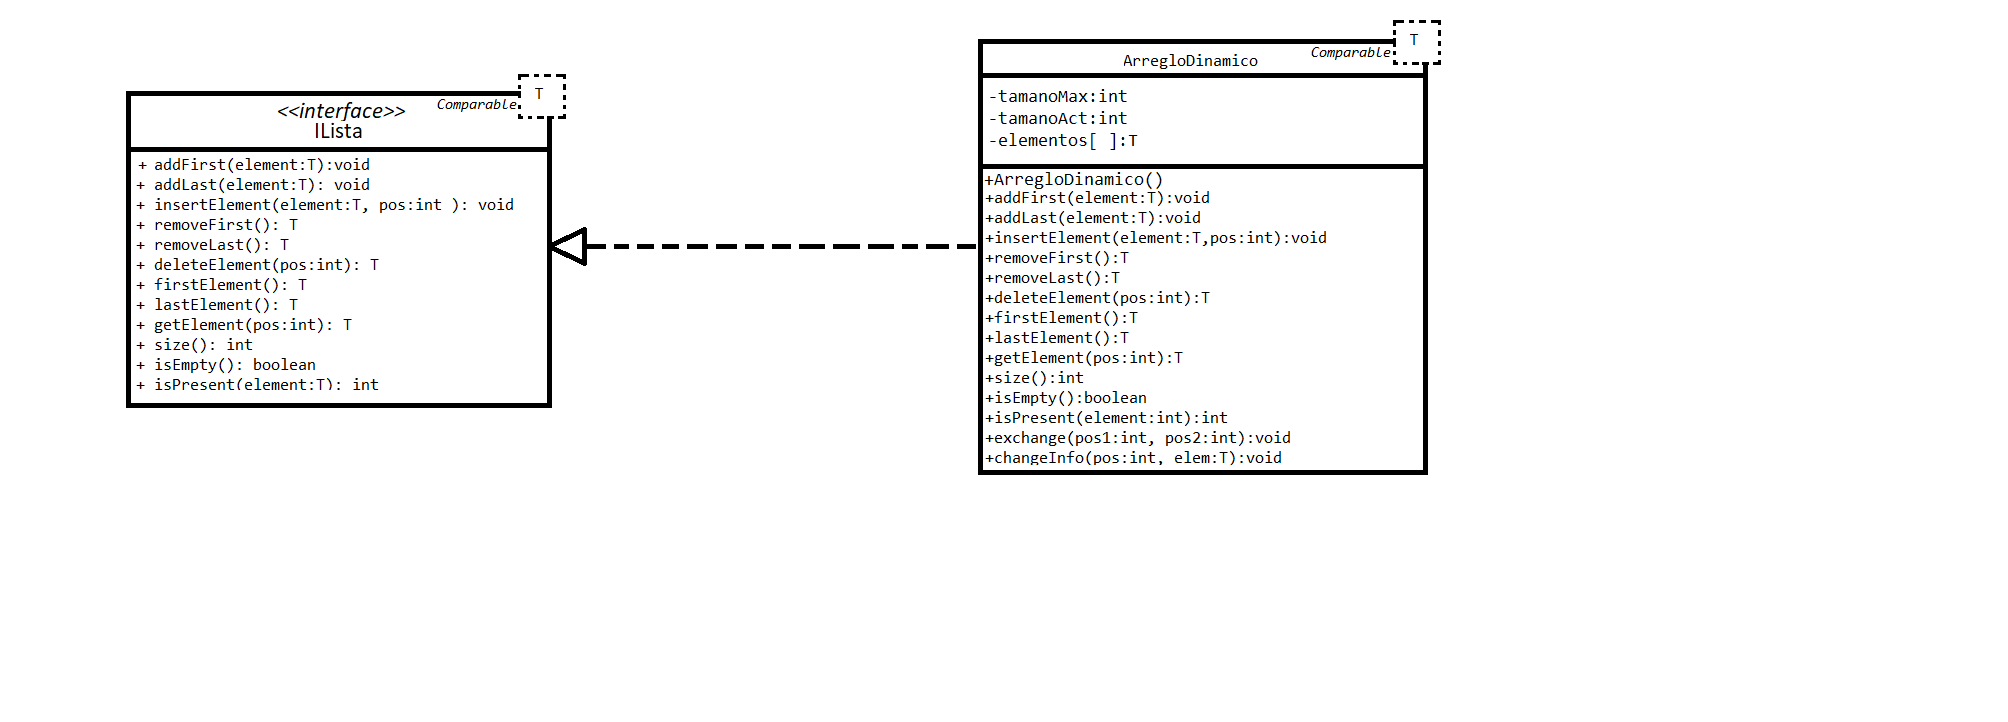 T
Comparable
<<interface>>
ILista
+ addFirst(element:T):void
+ addLast(element:T): void
+ insertElement(element:T, pos:int ): void
+ removeFirst(): T
+ removeLast(): T
+ deleteElement(pos:int): T
+ firstElement(): T
+ lastElement(): T
+ getElement(pos:int): T
+ size(): int
+ isEmpty(): boolean
+ isPresent(element:T): int
T
Comparable
ArregloDinamico
-tamanoMax:int
-tamanoAct:int
-elementos[ ]:T
+ArregloDinamico()
+addFirst(element:T):void
+addLast(element:T):void
+insertElement(element:T,pos:int):void
+removeFirst():T
+removeLast():T
+deleteElement(pos:int):T
+firstElement():T
+lastElement():T
+getElement(pos:int):T
+size():int
+isEmpty():boolean
+isPresent(element:int):int
+exchange(pos1:int, pos2:int):void
+changeInfo(pos:int, elem:T):void